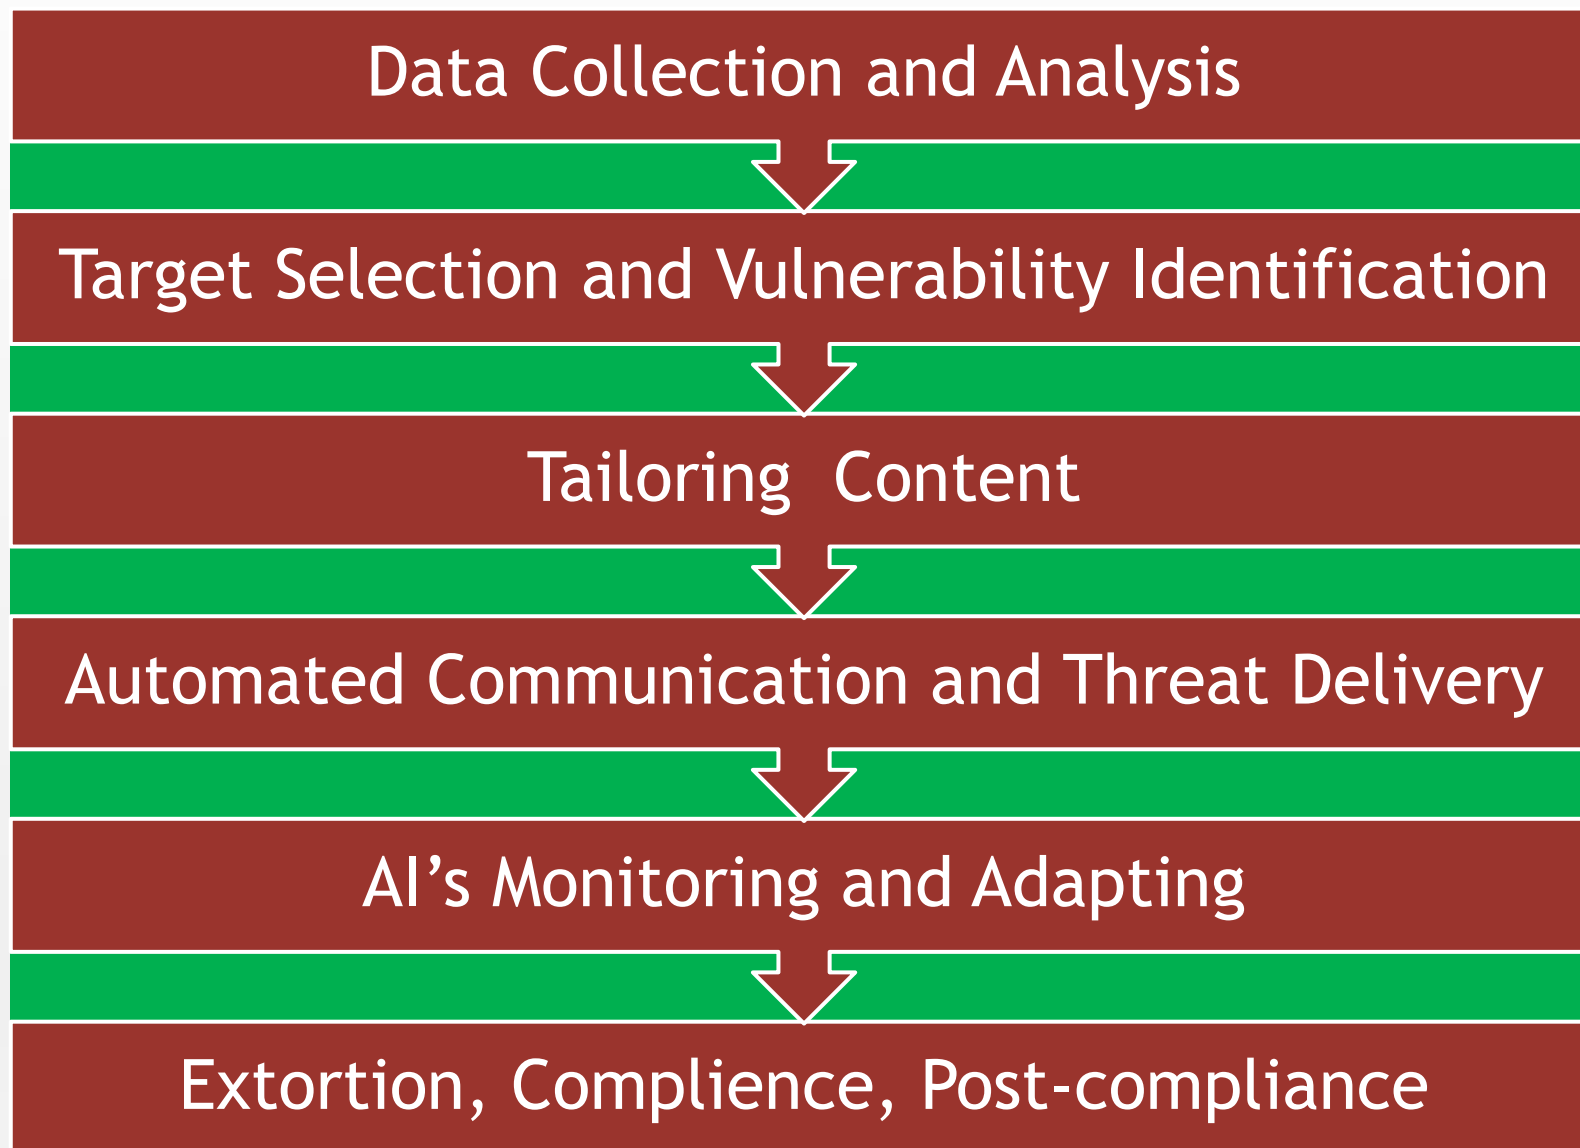 Data Collection and Analysis
Target Selection and Vulnerability Identification
Tailoring  Content
Automated Communication and Threat Delivery
AI’s Monitoring and Adapting
Extortion, Complience, Post-compliance